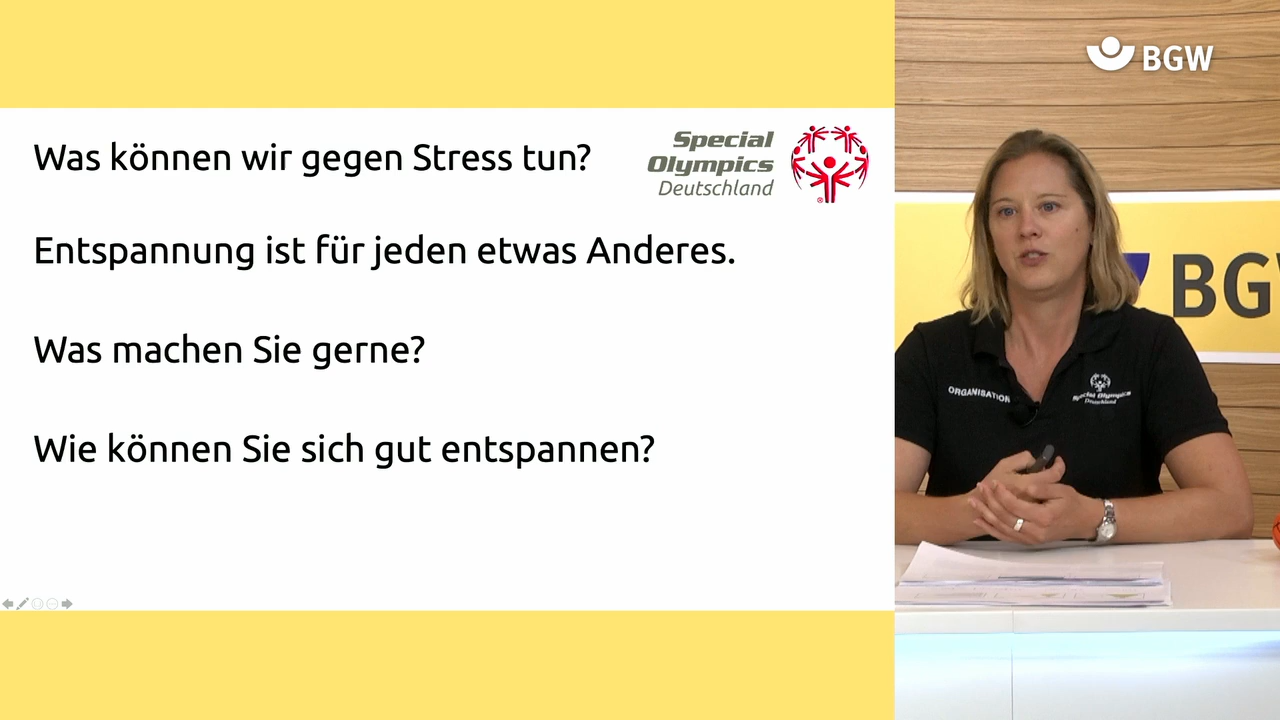 Was können wir gegen Stress tun?
Special
Olympics
Deutschland
Entspannung ist für jeden etwas Anderes.
Was machen Sie gerne?
Wie können Sie sich gut entspannen?
BGW
BGW
ORGANISATION
Special Olympics
Deutschland